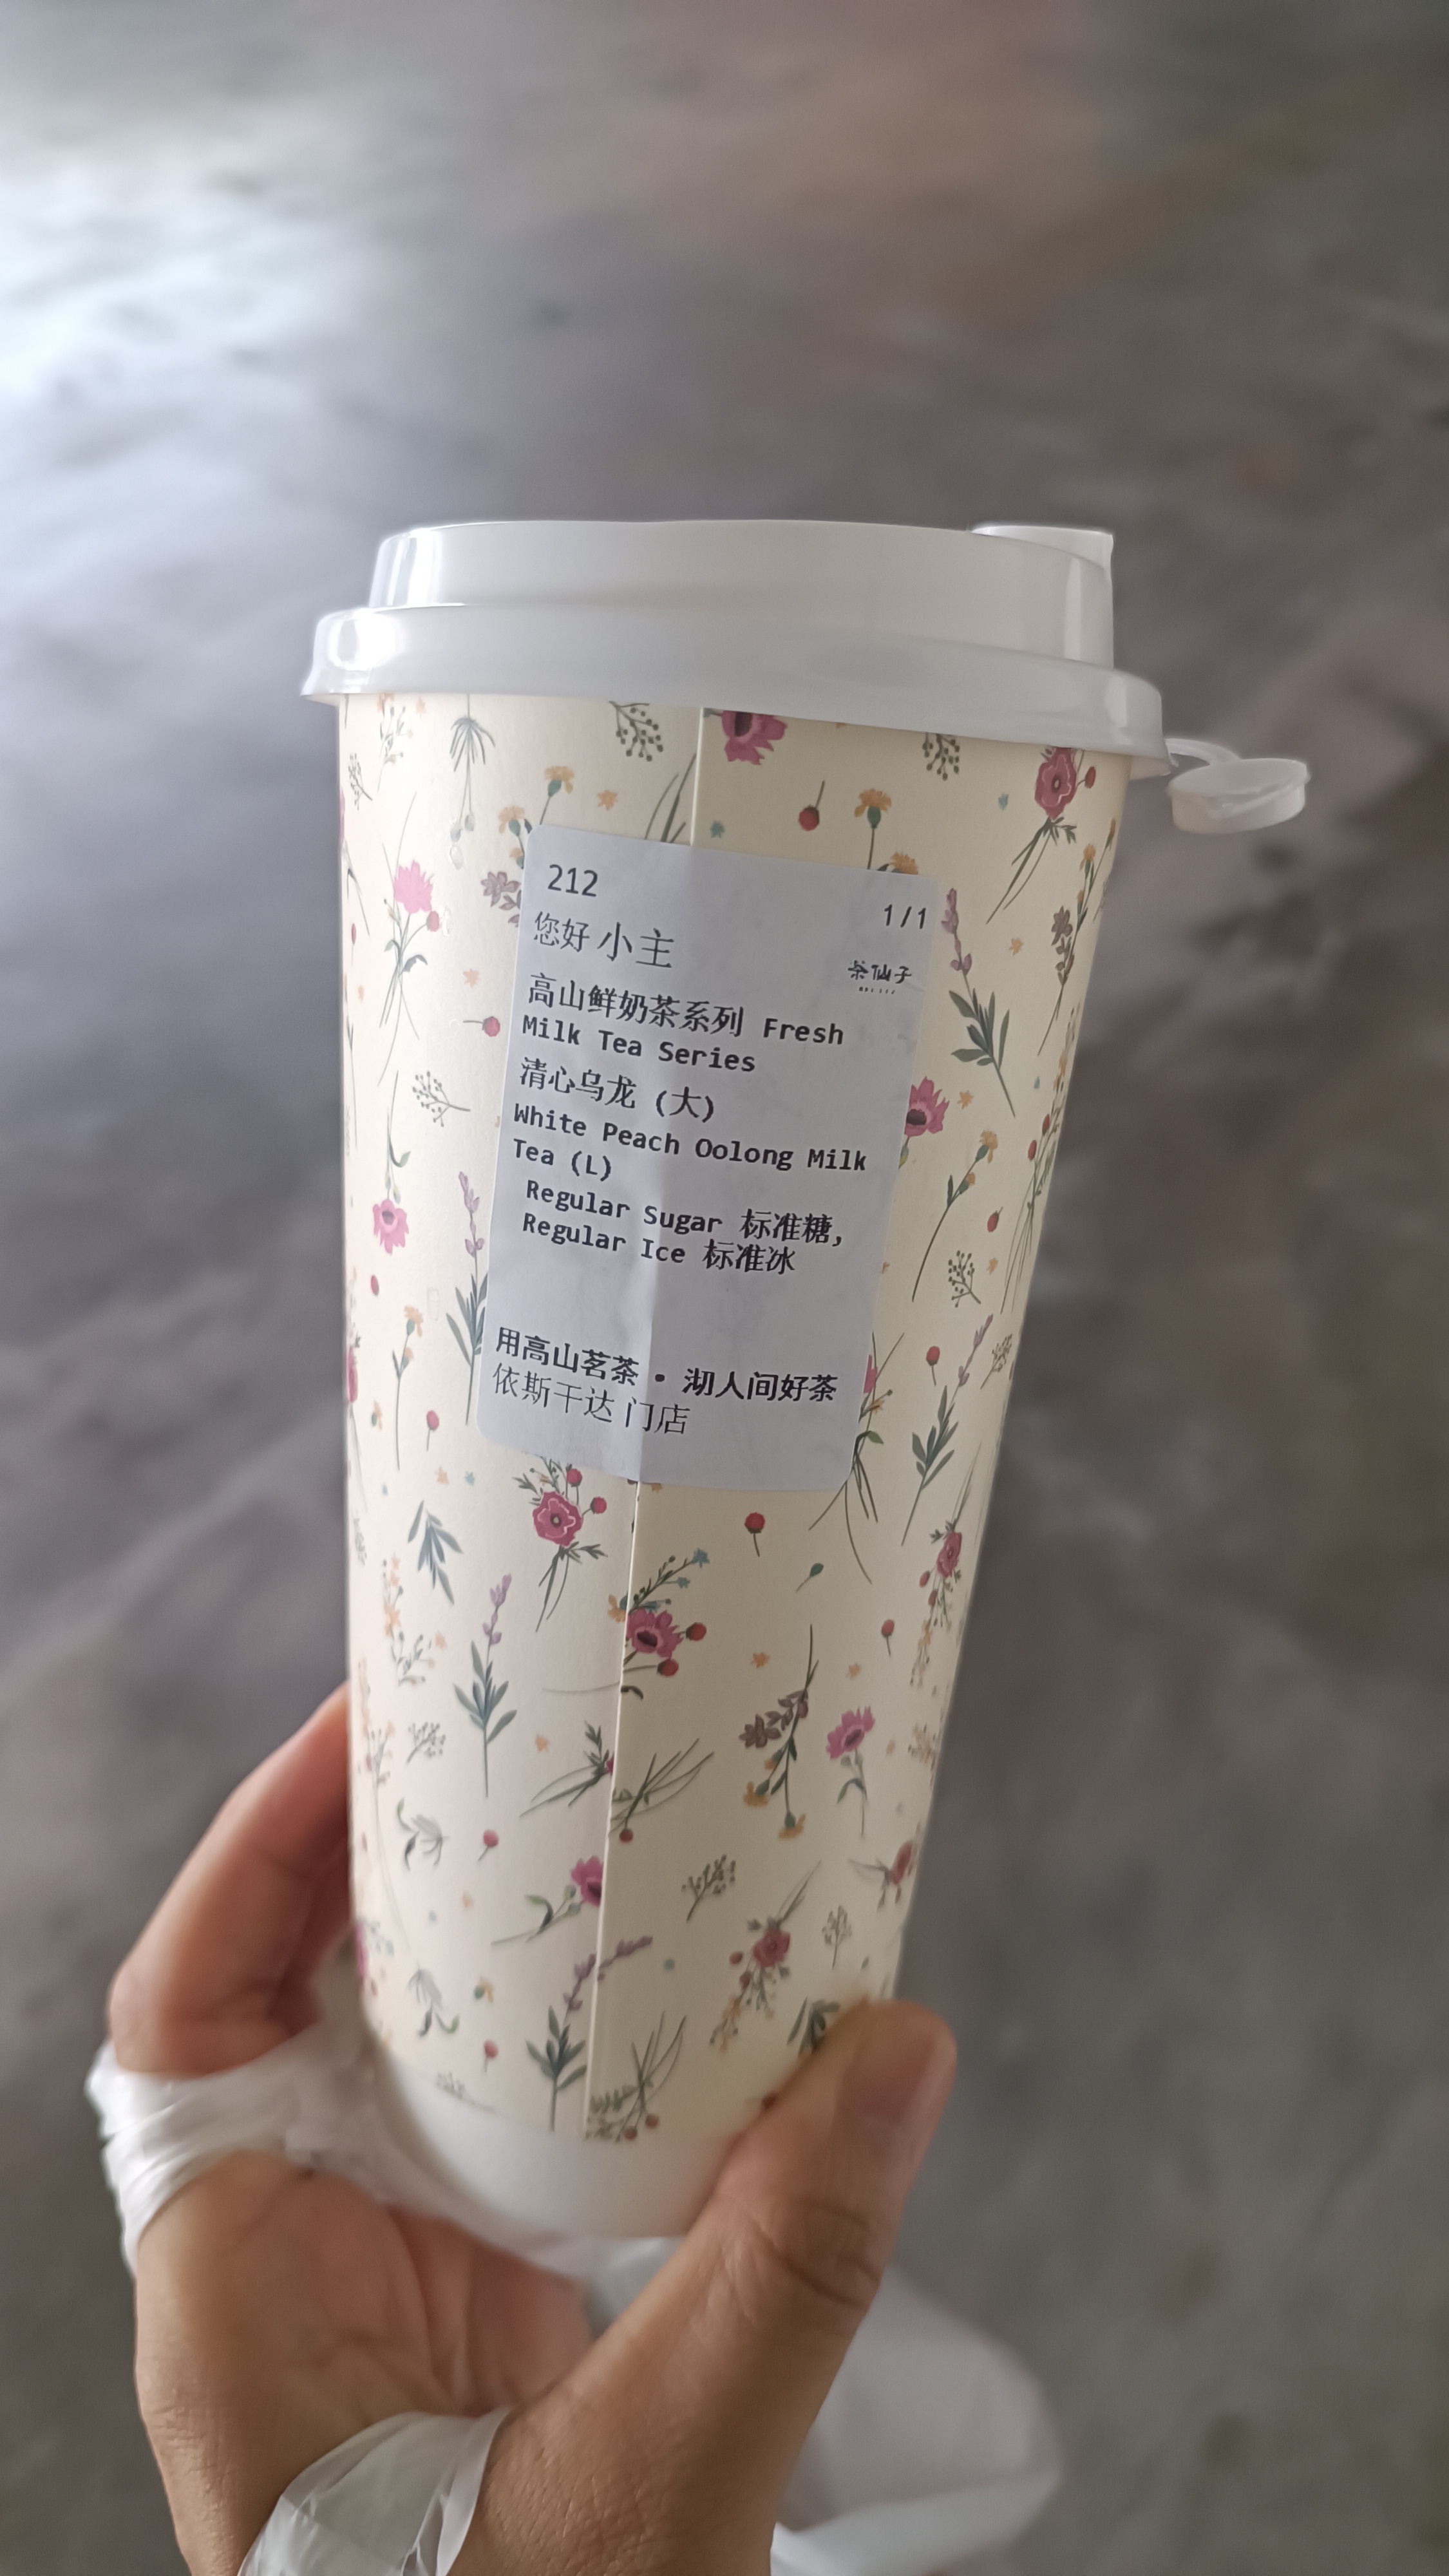 212
1/1
您好 小主
茶仙子
高山鲜奶茶系列 Fresh
Milk Tea Series
清心乌龙 (大)
White Peach Oolong Milk
Tea (L)
Regular Sugar 标准糖,
Regular Ice 标准冰
用高山茗茶 • 沏人间好茶
依斯干达 门店